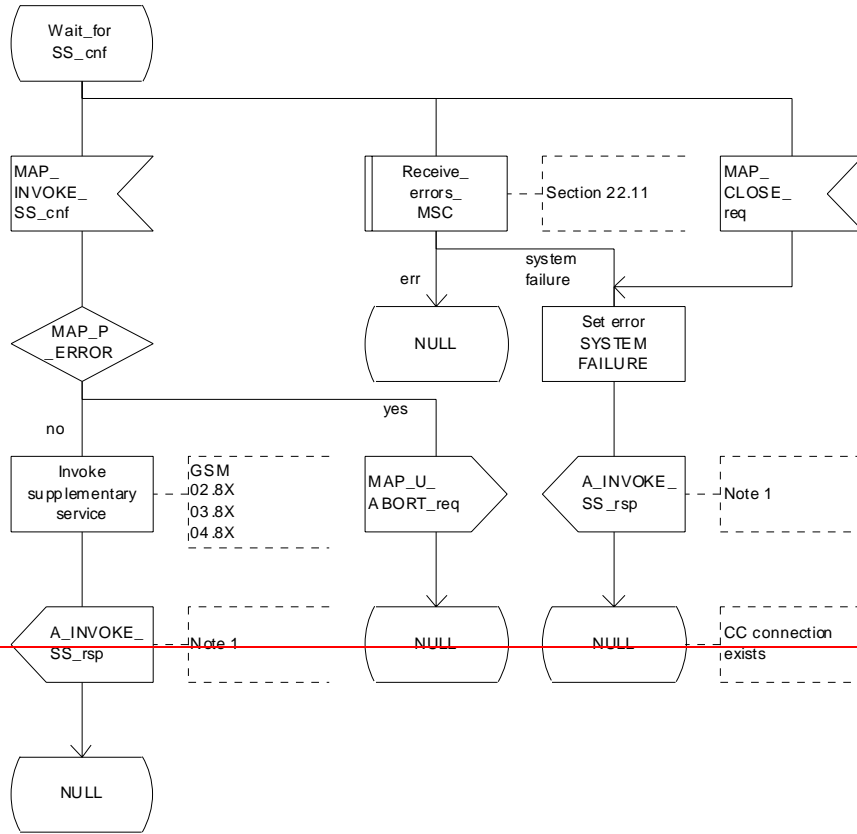 Wait_for
SS_cnf
MAP_
INVOKE_
SS_cnf
Receive_
errors_
MSC
Section 22.11
MAP_
CLOSE_
req
err
system
failure
MAP_P
_ERROR
NULL
Set error
SYSTEM
FAILURE
no
yes
Invoke
supplementary
service
GSM
02.8X
03.8X
04.8X
MAP_U_
ABORT_req
A_INVOKE_
SS_rsp
Note 1
A_INVOKE_
SS_rsp
Note 1
NULL
NULL
CC connection
exists
NULL